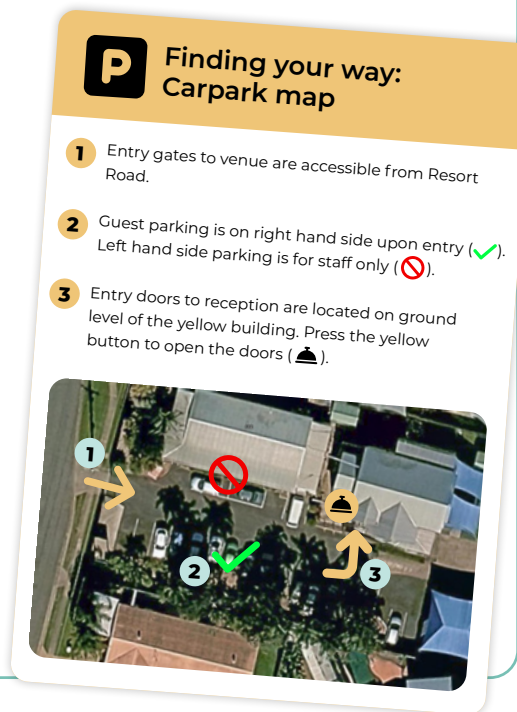 P
Finding your way:
Carpark map
1
Entry gates to venue are accessible from Resort
Road.
2
Guest parking is on right hand side upon entry ( ).
Left hand side parking is for staff only ( ).
3
Entry doors to reception are located on ground
level of the yellow building. Press the yellow
button to open the doors ( ).
1
2
3